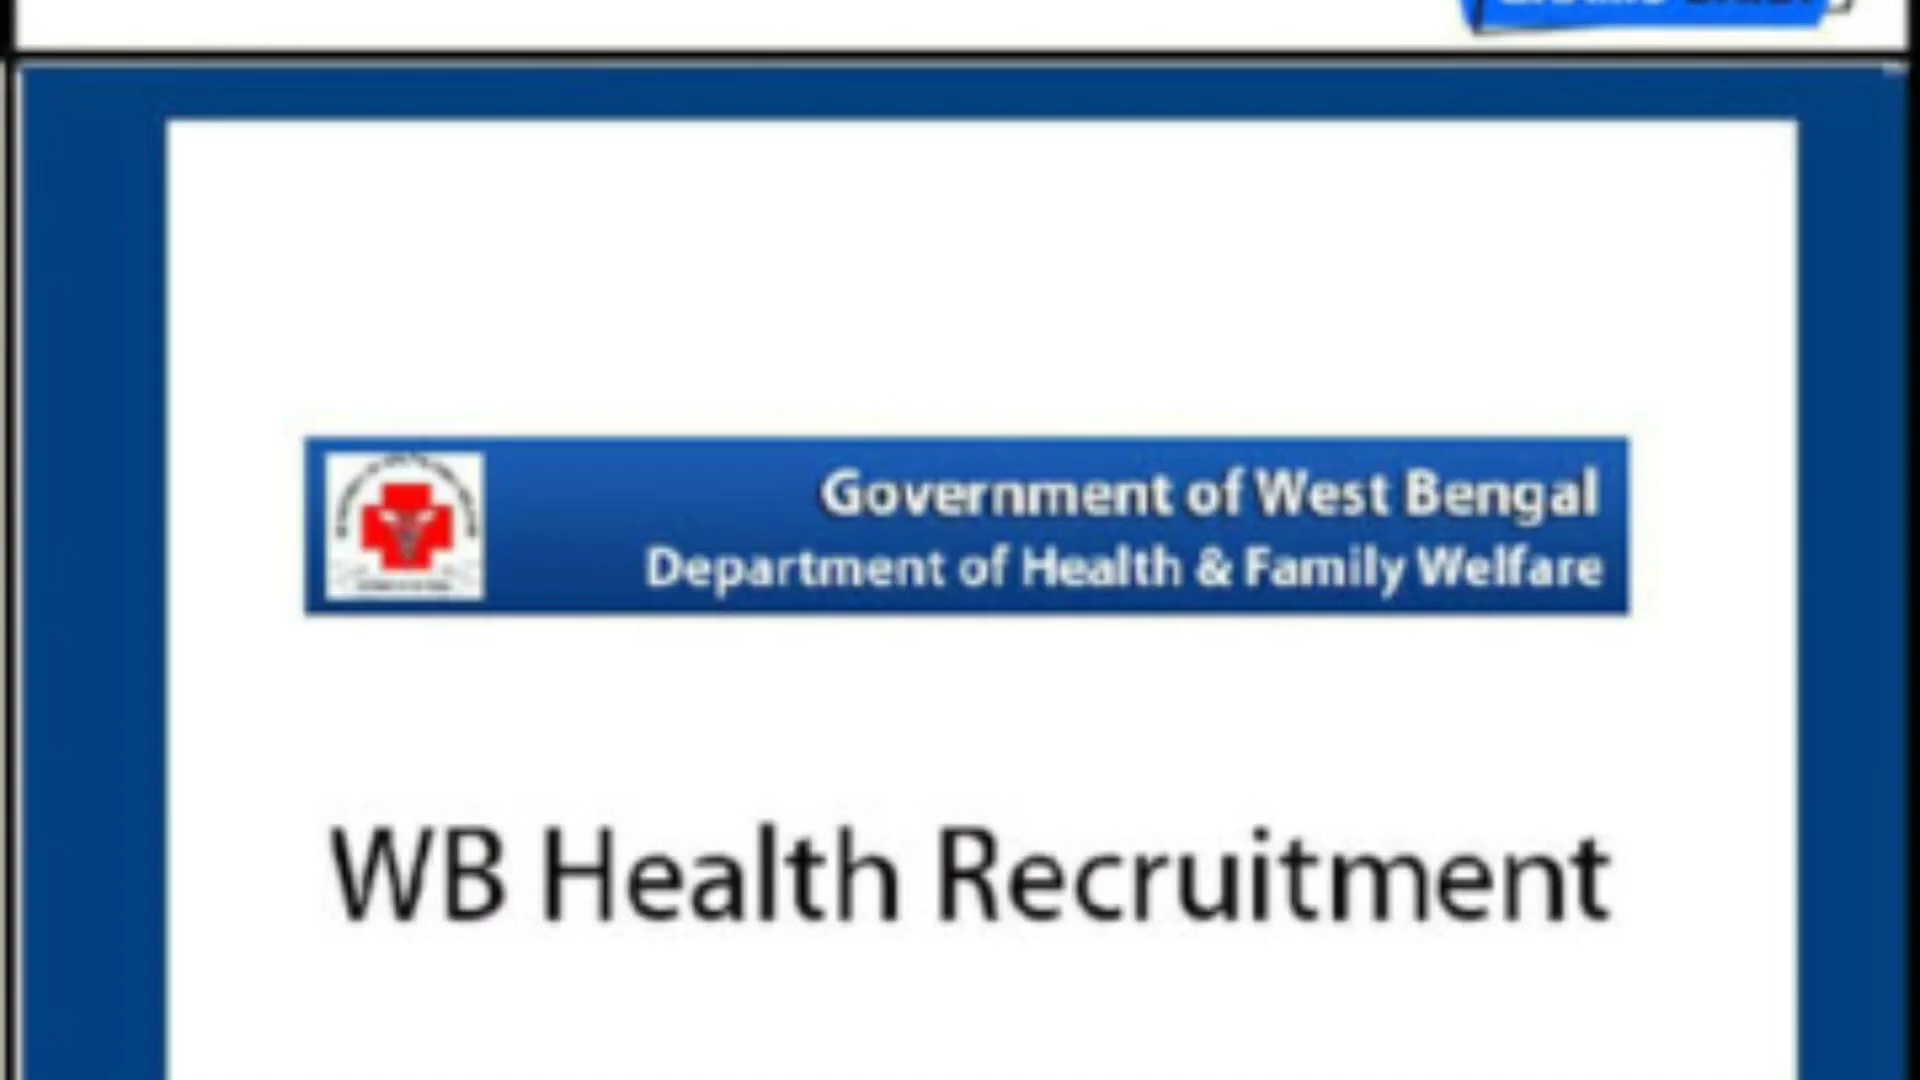 Government of West Bengal
Department of Health & Family Welfare
WB Health Recruitment